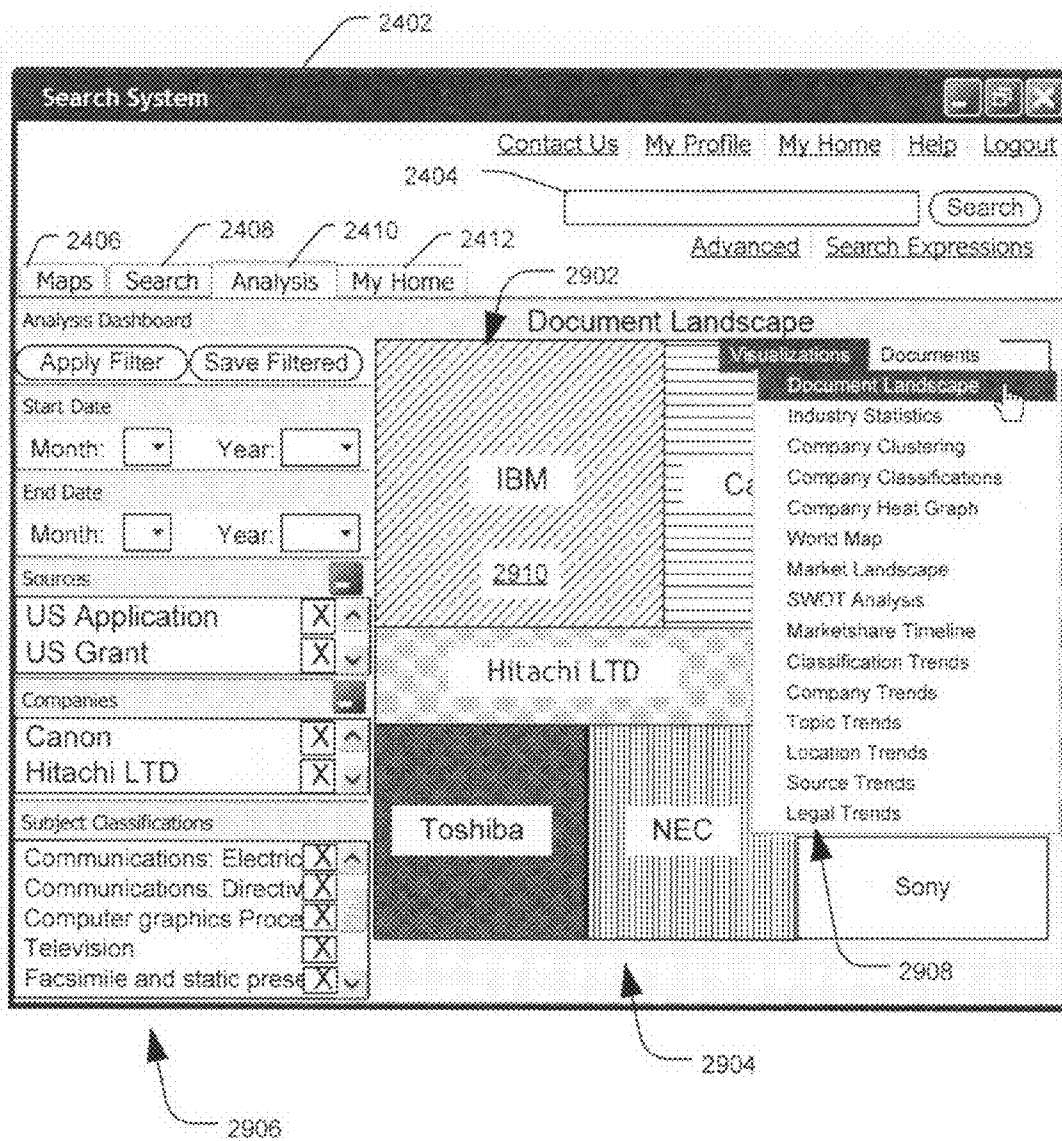 2402
Search System
Contact Us My Profile My Home Help Logout
2404
Search
Advanced Search Expressions
2406 2408 2410 2412
Maps Search Analysis My Home
2902
Analysis Dashboard
Document Landscape
Apply Filter Save Filtered
Visualizations Documents
Document Landscape
Industry Statistics
Company Clustering
Company Classifications
Company Heat Graph
World Map
Market Landscape
SWOT Analysis
Marketshare Timeline
Classification Trends
Company Trends
Topic Trends
Location Trends
Source Trends
Legal Trends
Start Date
Month: Year:
End Date
Month: Year:
Sources
US Application X
US Grant X
Companies
Canon X
Hitachi LTD X
Subject Classifications
Communications: Electric X
Communications: Directiv X
Computer graphics Proce X
Television X
Facsimile and static prese X
IBM
2910
Ca
Hitachi LTD
Toshiba
NEC
Sony
2908
2904
2906